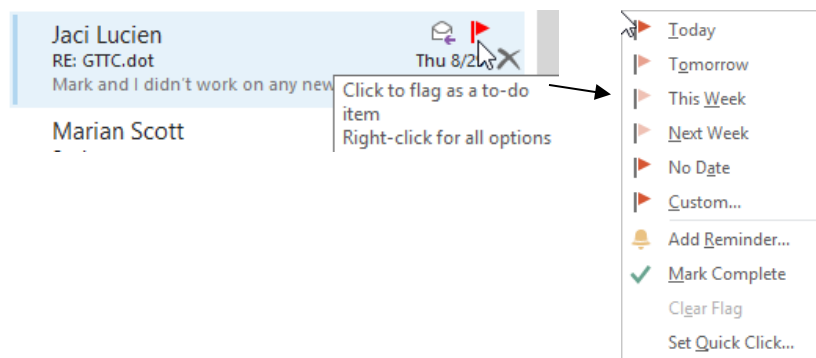 Jaci Lucien
RE: GTTC.dot
Thu 8/2
Mark and I didn't work on any new
Click to flag as a to-do
item
Right-click for all options
Marian Scott
Today
Tomorrow
This Week
Next Week
No Date
Custom...
Add Reminder...
Mark Complete
Clear Flag
Set Quick Click...